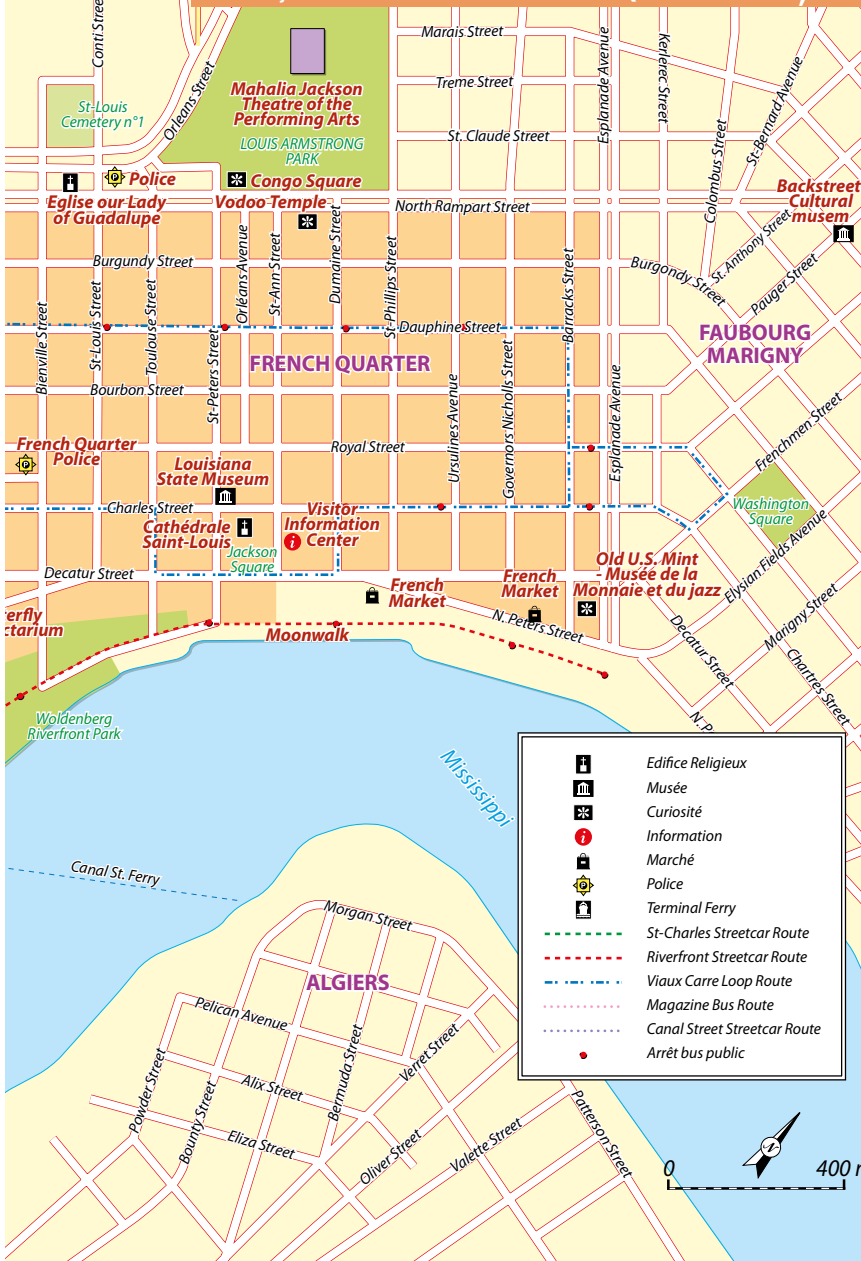 Conti Stree
Orleans Street
Mahalia Jackson
Theatre of the
Performing Arts
LOUIS ARMSTRONG
PARK
St-Louis
Cemetery n°1
Marais Street
Treme Street
St. Claude Street
Esplanade Avenue
Kerlerec Street
Colombus Street
St-Bernard Avenue
Police
Congo Square
Eglise our Lady
of Guadalupe
Vodoo Temple
North Rampart Street
Backstreet
Cultural
musem
St. Anthony Street
Pauger Street
Burgundy Street
Burgondy Street
Bienville Street
St-Louis Street
Toulouse Street
St-Peters Street
Orléans Avenue
St-Ann Street
Dumaine Street
St-Phillips Street
Ursulines Avenue
Governors Nicholls Street
Barracks Street
Esplanade Avenue
Dauphine Street
FRENCH QUARTER
FAUBOURG
MARIGNY
Bourbon Street
Royal Street
Frenchmen Street
French Quarter
Police
Louisiana
State Museum
Charles Street
Visitor
Information
Center
Cathédrale
Saint-Louis
Jackson
Square
Washington
Square
Elysian Fields Avenue
Decatur Street
French
Market
French
Market
Old U.S. Mint
- Musée de la
Monnaie et du jazz
N. Peters Street
erfly
ctarium
Moonwalk
Marigny Street
Decatur Street
Chartres Street
N. P
Woldenberg
Riverfront Park
Mississippi
Canal St. Ferry
Edifice Religieux
Musée
Curiosité
Information
Marché
Police
Terminal Ferry
St-Charles Streetcar Route
Riverfront Streetcar Route
Viaux Carre Loop Route
Magazine Bus Route
Canal Street Streetcar Route
Arrêt bus public
Morgan Street
ALGIERS
Pelican Avenue
Powder Street
Bounty Street
Bermuda Street
Verret Street
Alix Street
Eliza Street
Oliver Street
Valette Street
Patterson Street
N
0 400 m